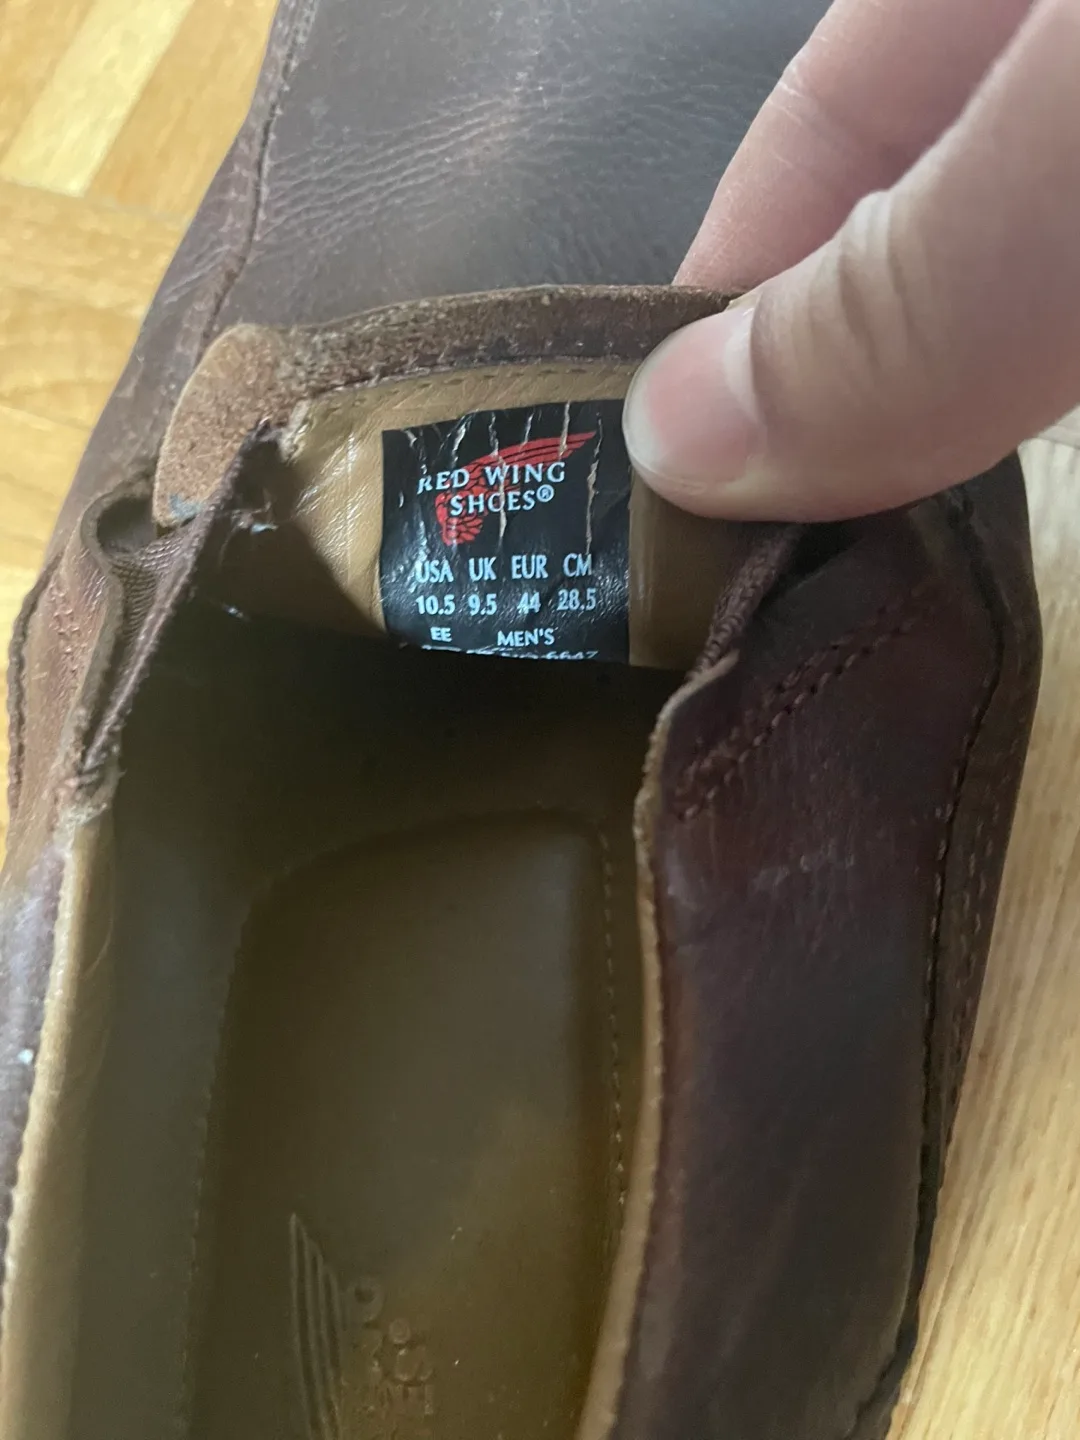 RED WING
SHOES®
USA UK EUR CM
10.5 9.5 44 28.5
EE MEN'S